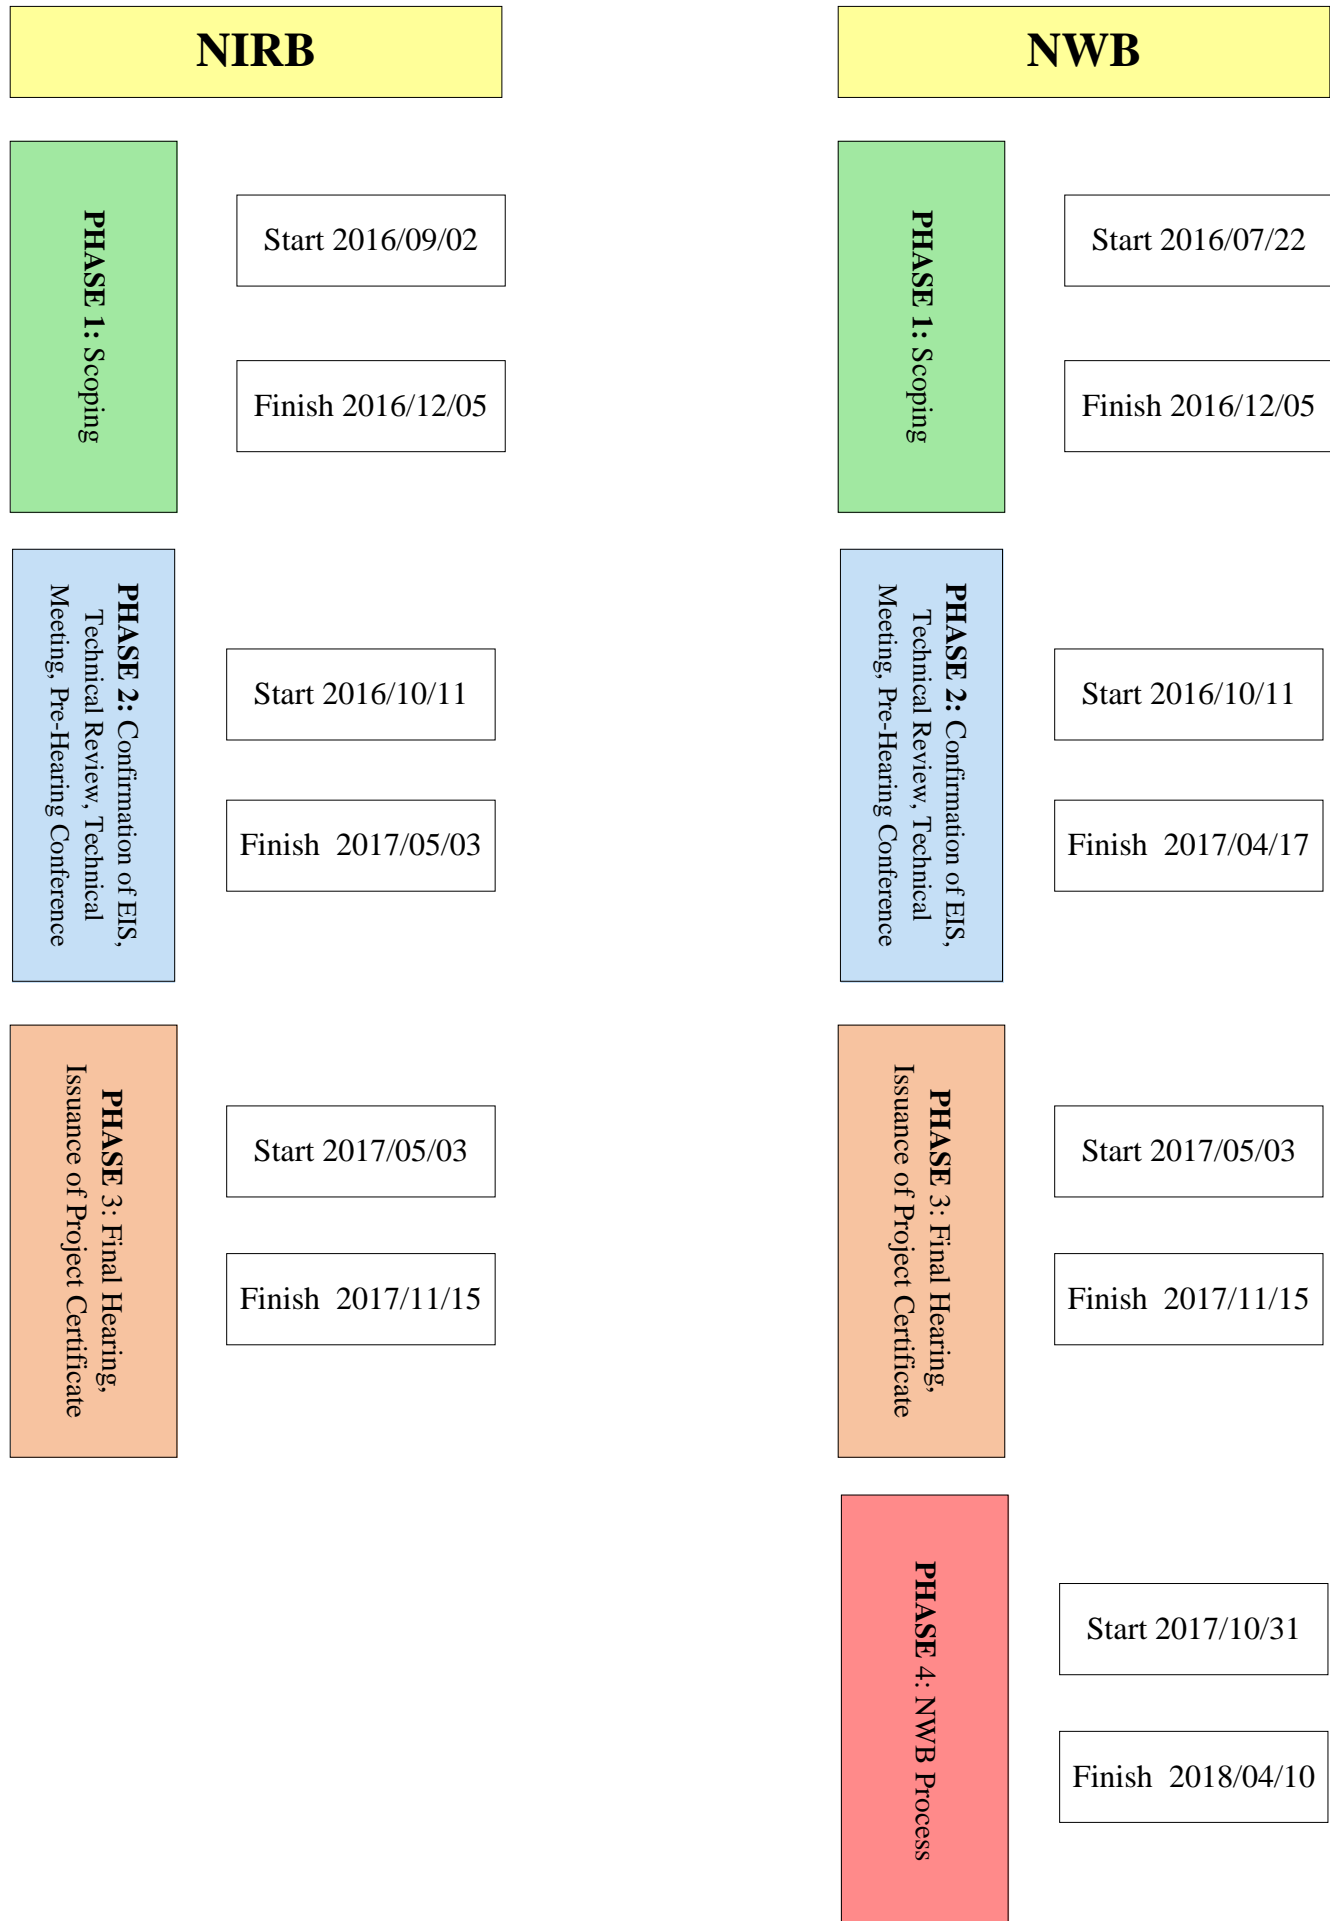 NIRB
NWB
PHASE 1: Scoping
Start 2016/09/02
Finish 2016/12/05
PHASE 1: Scoping
Start 2016/07/22
Finish 2016/12/05
PHASE 2: Confirmation of EIS,
Technical Review, Technical
Meeting, Pre-Hearing Conference
Start 2016/10/11
Finish 2017/05/03
PHASE 2: Confirmation of EIS,
Technical Review, Technical
Meeting, Pre-Hearing Conference
Start 2016/10/11
Finish 2017/04/17
PHASE 3: Final Hearing,
Issuance of Project Certificate
Start 2017/05/03
Finish 2017/11/15
PHASE 3: Final Hearing,
Issuance of Project Certificate
Start 2017/05/03
Finish 2017/11/15
PHASE 4: NWB Process
Start 2017/10/31
Finish 2018/04/10